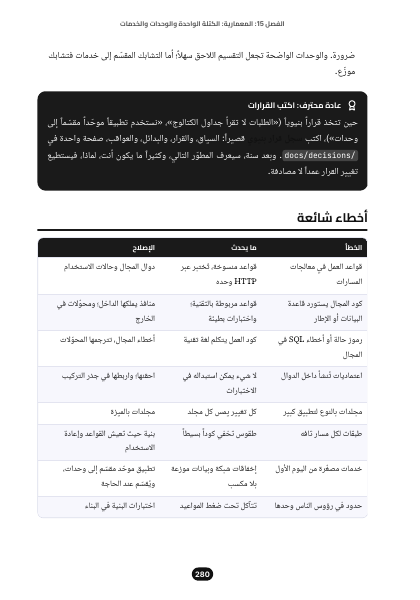 الفصل 15: المعمارية: الكتلة الواحدة والوحدات والخدمات
ضرورة. والوحدات الواضحة تجعل التقسيم اللاحق سهلاً؛ أما التشابك المقسّم إلى خدمات فتشابك
موزّع.
عادة محترف: اكتب القرارات
حين تتخذ قراراً بنيوياً («الطلبات لا تقرأ جداول الكتالوج»، «نستخدم تطبيقاً موحّداً مقسّماً إلى
وحدات»)، اكتب قصيراً: السياق، والقرار، والبدائل، والعواقب، صفحة واحدة في
docs/decisions/. وبعد سنة، سيعرف المطوّر التالي، وكثيراً ما يكون أنت، لماذا، فيستطيع
تغيير القرار عمداً لا مصادفة.
أخطاء شائعة
الخطأ ما يحدث الإصلاح
قواعد العمل في معالجات قواعد منسوخة، تُختبر عبر دوال المجال وحالات الاستخدام
المسارات HTTP وحده
كود المجال يستورد قاعدة قواعد مربوطة بالتقنية؛ منافذ يملكها الداخل؛ ومحوّلات في
البيانات أو الإطار واختبارات بطيئة الخارج
رموز حالة أو أخطاء SQL في كود العمل يتكلم لغة تقنية أخطاء المجال، تترجمها المحوّلات
المجال
اعتماديات تُنشأ داخل الدوال لا شيء يمكن استبداله في احقنها؛ واربطها في جذر التركيب
الاختبارات
مجلدات بالنوع لتطبيق كبير كل تغيير يمس كل مجلد مجلدات بالميزة
طبقات لكل مسار تافه طقوس تخفي كوداً بسيطاً بنية حيث تعيش القواعد وإعادة
الاستخدام
خدمات مصغّرة من اليوم الأول إخفاقات شبكة وبيانات موزعة تطبيق موحّد مقسّم إلى وحدات،
بلا مكسب ويُقسّم عند الحاجة
حدود في رؤوس الناس وحدها تتآكل تحت ضغط المواعيد اختبارات البنية في البناء
280